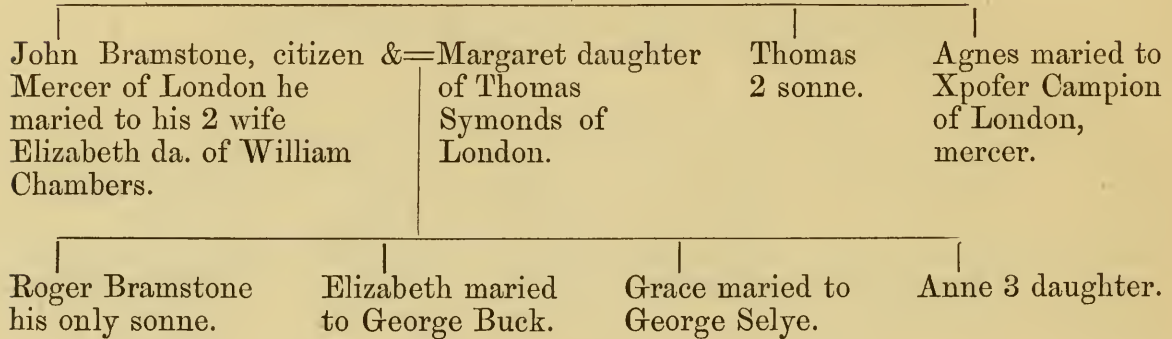 John Bramstone, citizen &=
Mercer of London he
maried to his 2 wife
Elizabeth da. of William
Chambers.
Margaret daughter
of Thomas
Symonds of
London.
Thomas
2 sonne.
Agnes maried to
Xpofer Campion
of London,
mercer.
Roger Bramstone
his only sonne.
Elizabeth maried
to George Buck.
Grace maried to
George Selye.
Anne 3 daughter.